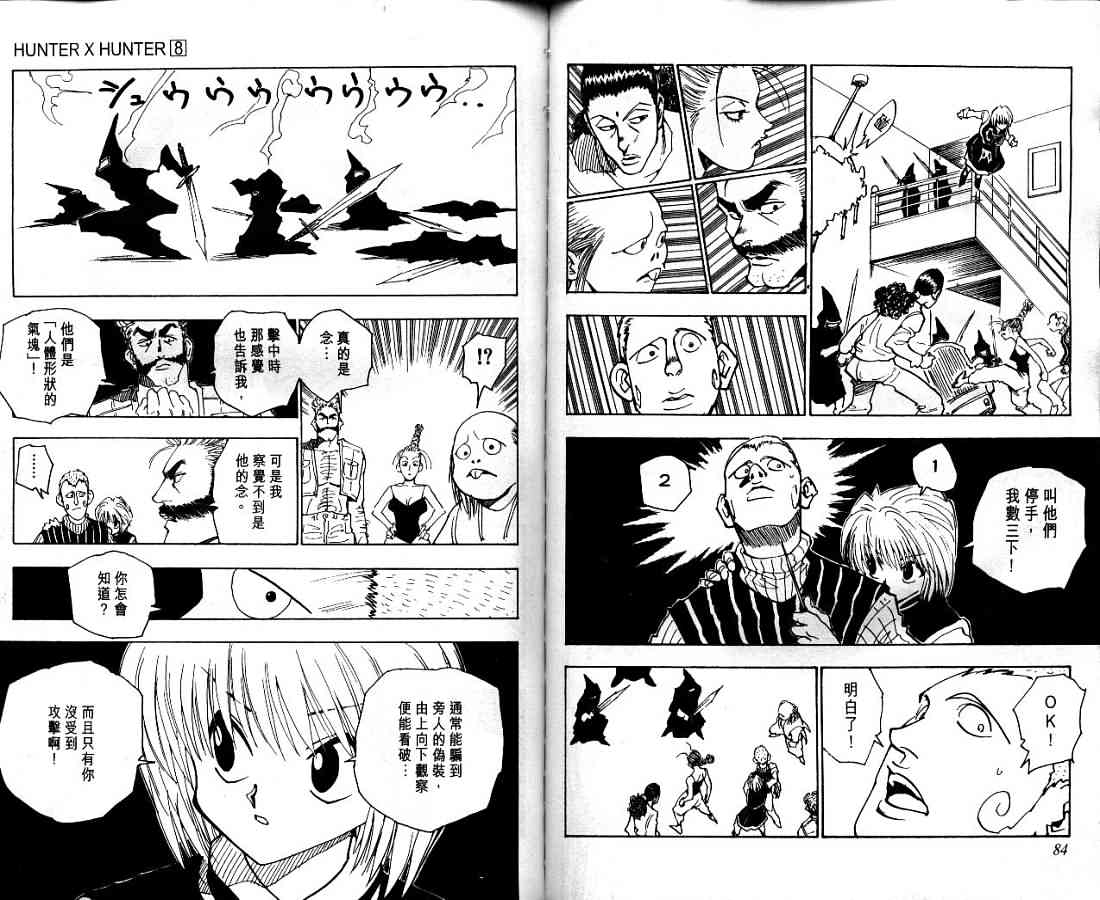 HUNTER X HUNTER 8
叫他們
停手，
我數三下！
1
2
OK！
明白了！
84
シュウウウウウウウ‥
!?
真的是
念…
擊中時
那感覺
也告訴我，
他們是
「人體形狀的
氣塊」！
可是我
察覺不到是
他的念。
……
你怎會
知道？
通常能騙到
旁人的偽裝，
由上向下觀察
便能看破…
而且只有你
沒受到
攻擊啊！